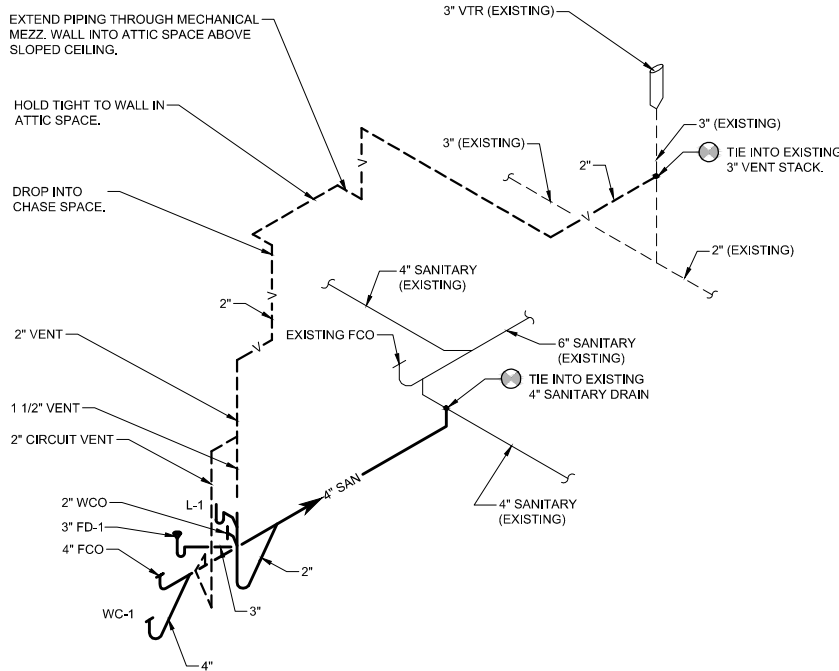 EXTEND PIPING THROUGH MECHANICAL
MEZZ. WALL INTO ATTIC SPACE ABOVE
SLOPED CEILING.
3" VTR (EXISTING)
HOLD TIGHT TO WALL IN
ATTIC SPACE.
3" (EXISTING)
3" (EXISTING)
V
2"
TIE INTO EXISTING
3" VENT STACK.
DROP INTO
CHASE SPACE.
V
2" (EXISTING)
4" SANITARY
(EXISTING)
V
2"
2" VENT
V
EXISTING FCO
6" SANITARY
(EXISTING)
TIE INTO EXISTING
4" SANITARY DRAIN
1 1/2" VENT
2" CIRCUIT VENT
4" SAN
4" SANITARY
(EXISTING)
2" WCO
L-1
3" FD-1
4" FCO
2"
WC-1
3"
4"